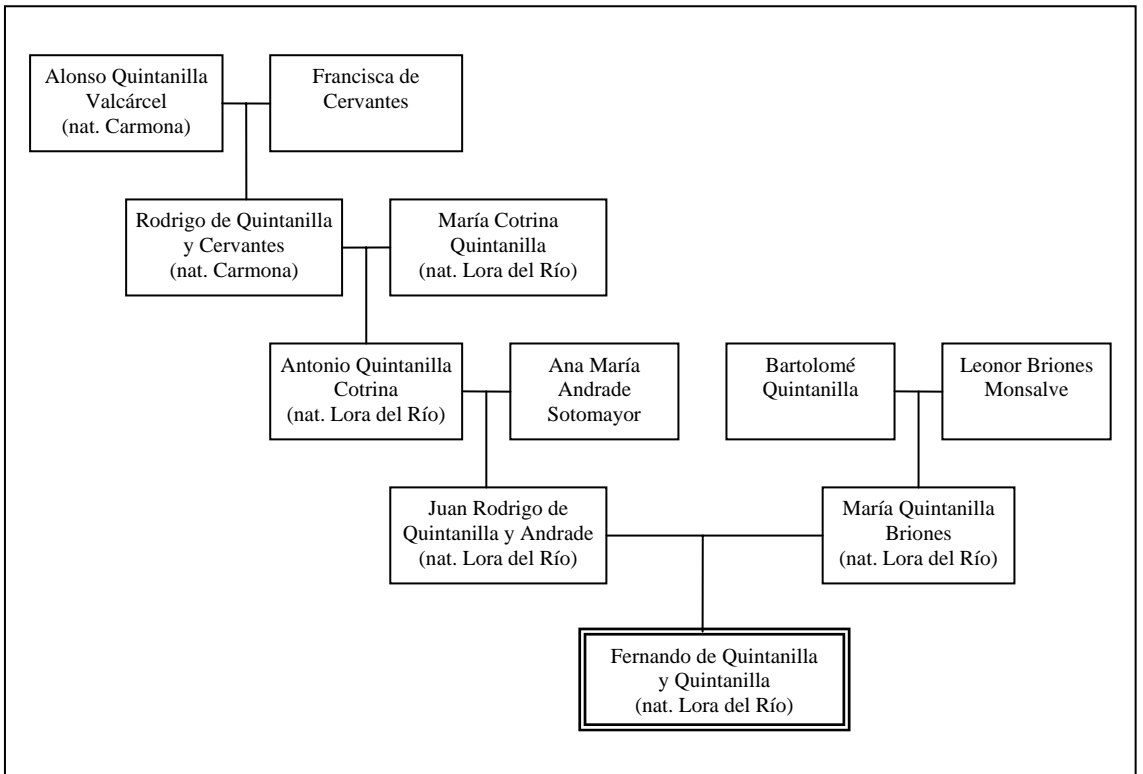 Alonso Quintanilla
Valcárcel
(nat. Carmona)
Francisca de
Cervantes
Rodrigo de Quintanilla
y Cervantes
(nat. Carmona)
María Cotrina
Quintanilla
(nat. Lora del Río)
Antonio Quintanilla
Cotrina
(nat. Lora del Río)
Ana María
Andrade
Sotomayor
Bartolomé
Quintanilla
Leonor Briones
Monsalve
Juan Rodrigo de
Quintanilla y Andrade
(nat. Lora del Río)
María Quintanilla
Briones
(nat. Lora del Río)
Fernando de Quintanilla
y Quintanilla
(nat. Lora del Río)